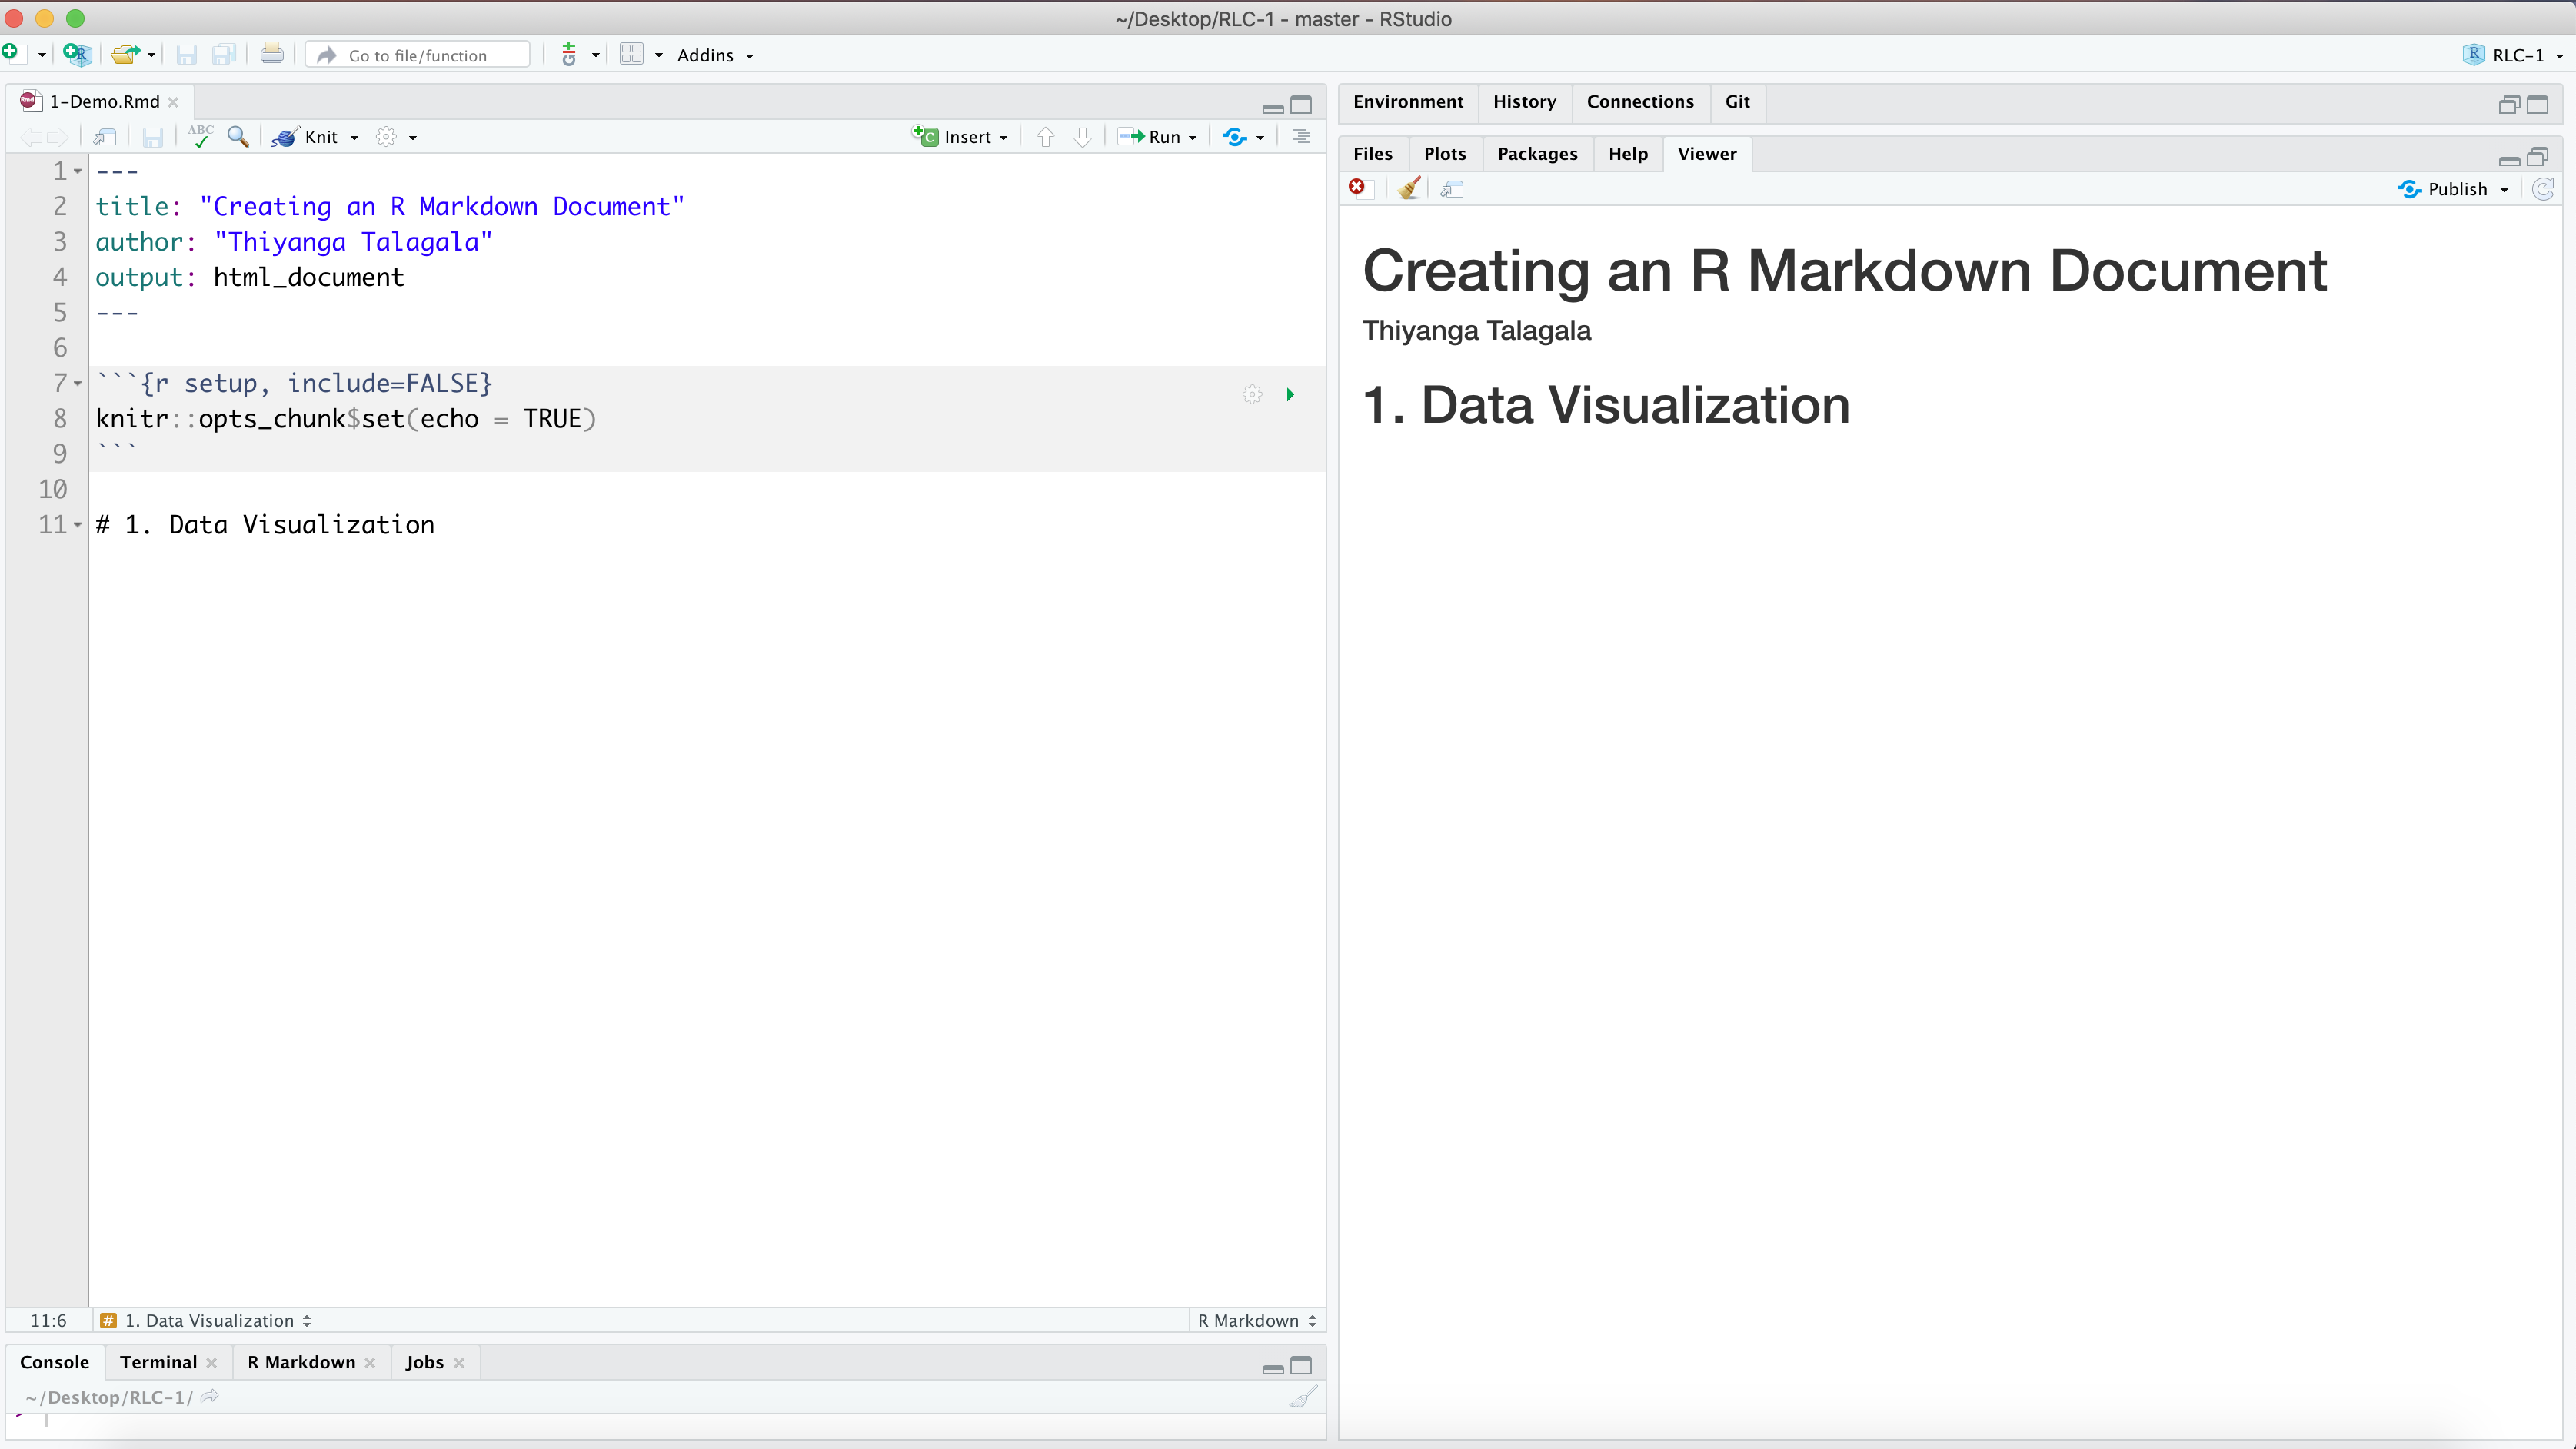 ~/Desktop/RLC-1 - master - RStudio
Go to file/function
Addins
RLC-1
1-Demo.Rmd
ABC
Knit
Insert
Run
1 ---
2 title: "Creating an R Markdown Document"
3 author: "Thiyanga Talagala"
4 output: html_document
5 ---
6
7 ```{r setup, include=FALSE}
8 knitr::opts_chunk$set(echo = TRUE)
9 ```
10
11 # 1. Data Visualization
11:6 # 1. Data Visualization R Markdown
Console Terminal R Markdown Jobs
~/Desktop/RLC-1/
Environment History Connections Git
Files Plots Packages Help Viewer
Publish
Creating an R Markdown Document
Thiyanga Talagala
1. Data Visualization